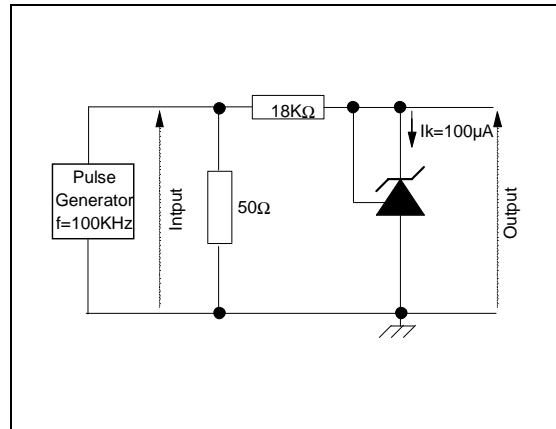 18KΩ
Ik=100µA
Pulse
Generator
f=100KHz
Intput
50Ω
Output